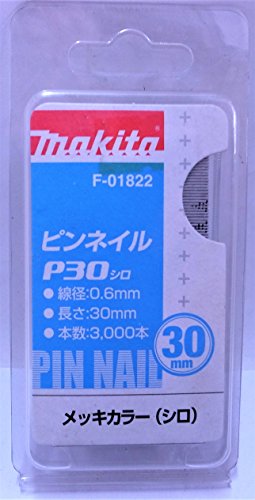 makita
F-01822
ピンネイル
P30シロ
●線径:0.6mm
●長さ:30mm
●本数:3,000本
30
mm
PIN NAIL
メッキカラー(シロ)